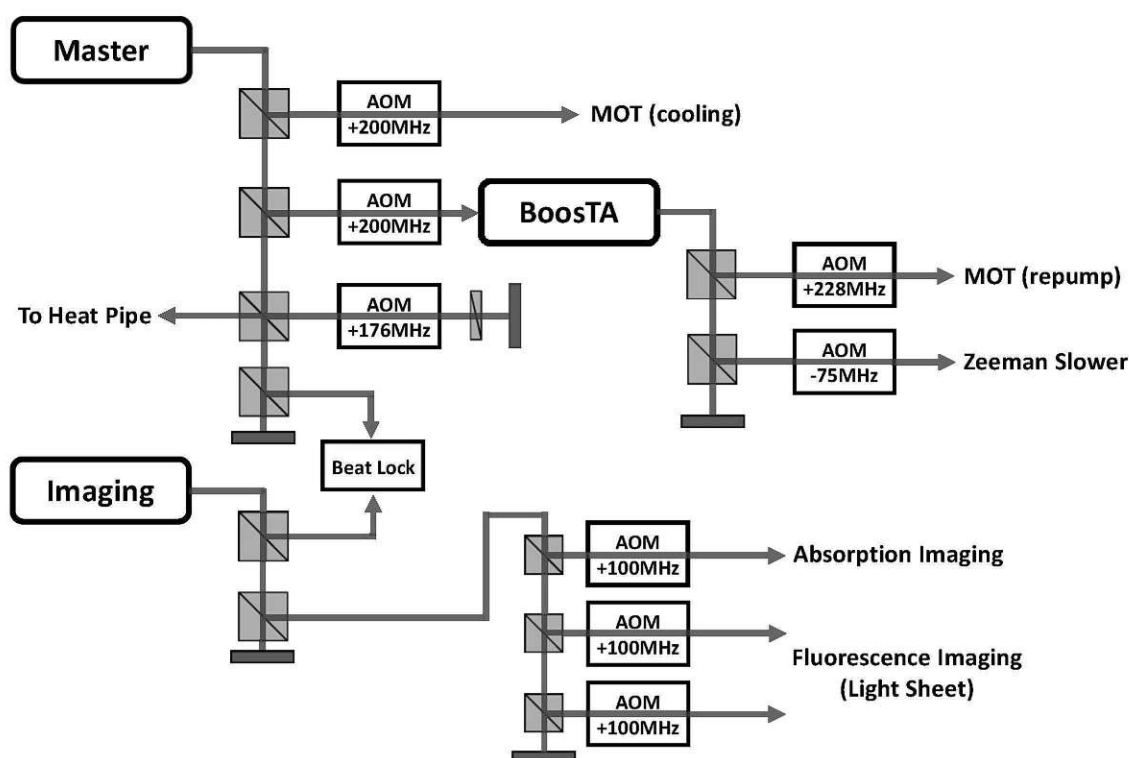 Master
AOM
+200MHz
MOT (cooling)
AOM
+200MHz
BoosTA
AOM
+228MHz
MOT (repump)
To Heat Pipe
AOM
+176MHz
AOM
-75MHz
Zeeman Slower
Beat Lock
Imaging
AOM
+100MHz
Absorption Imaging
AOM
+100MHz
Fluorescence Imaging
(Light Sheet)
AOM
+100MHz